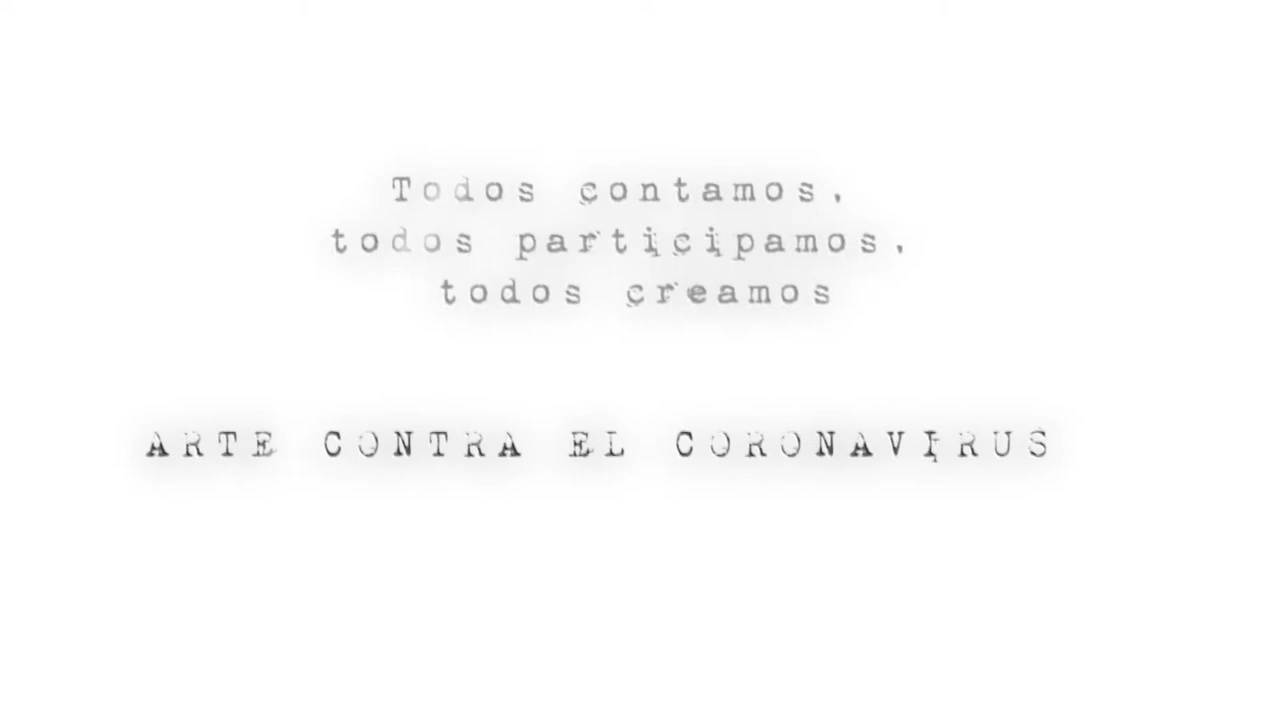 Todos contamos,
todos participamos,
todos creamos
ARTE CONTRA EL CORONAVIRUS